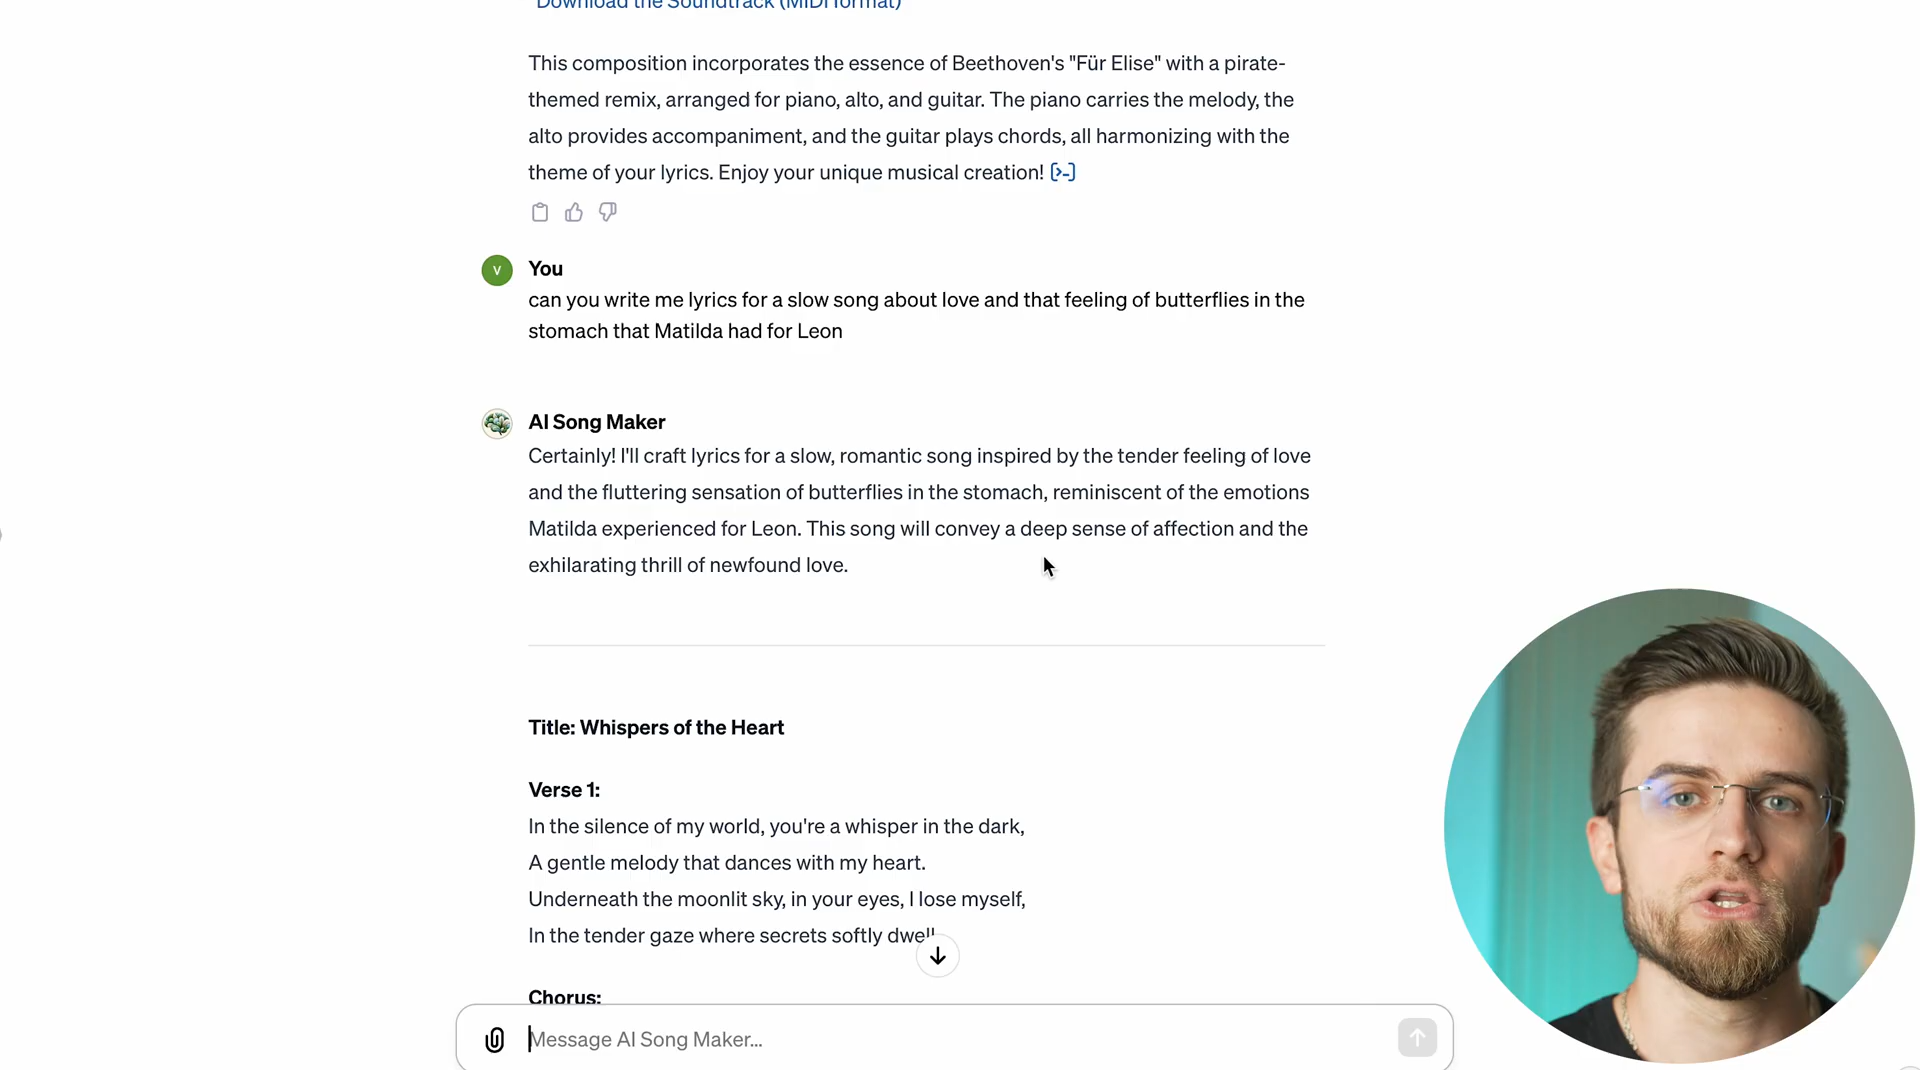 Download the Soundtrack (MIDI format)
This composition incorporates the essence of Beethoven's "Für Elise" with a pirate-
themed remix, arranged for piano, alto, and guitar. The piano carries the melody, the
alto provides accompaniment, and the guitar plays chords, all harmonizing with the
theme of your lyrics. Enjoy your unique musical creation! [>-]
V
You
can you write me lyrics for a slow song about love and that feeling of butterflies in the
stomach that Matilda had for Leon
AI Song Maker
Certainly! I'll craft lyrics for a slow, romantic song inspired by the tender feeling of love
and the fluttering sensation of butterflies in the stomach, reminiscent of the emotions
Matilda experienced for Leon. This song will convey a deep sense of affection and the
exhilarating thrill of newfound love.
Title: Whispers of the Heart
Verse 1:
In the silence of my world, you're a whisper in the dark,
A gentle melody that dances with my heart.
Underneath the moonlit sky, in your eyes, I lose myself,
In the tender gaze where secrets softly dwell
Chorus:
Message AI Song Maker...